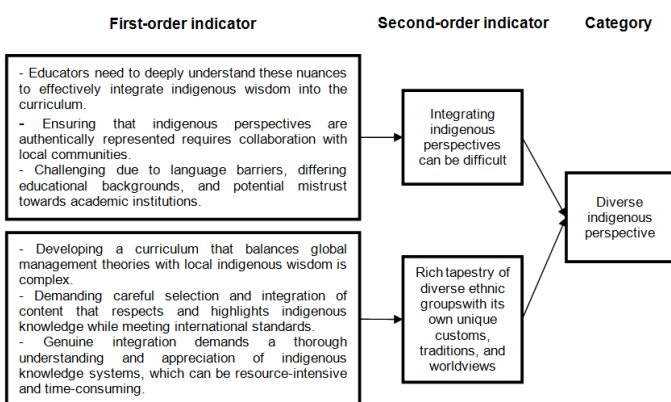 First-order indicator
Second-order indicator
Category
- Educators need to deeply understand these nuances
to effectively integrate indigenous wisdom into the
curriculum.
- Ensuring that indigenous perspectives are
authentically represented requires collaboration with
local communities.
- Challenging due to language barriers, differing
educational backgrounds, and potential mistrust
towards academic institutions.
Integrating
indigenous
perspectives
can be difficult
- Developing a curriculum that balances global
management theories with local indigenous wisdom is
complex.
- Demanding careful selection and integration of
content that respects and highlights indigenous
knowledge while meeting international standards.
- Genuine integration demands a thorough
understanding and appreciation of indigenous
knowledge systems, which can be resource-intensive
and time-consuming.
Rich tapestry of
diverse ethnic
groupswith its
own unique
customs,
traditions, and
worldviews
Diverse
indigenous
perspective